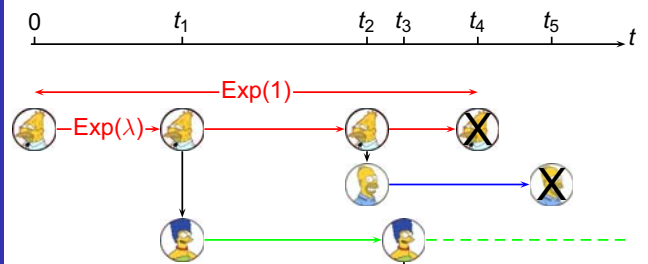 0 t₁ t₂ t₃ t₄ t₅
t
Exp(1)
Exp(λ) X
X